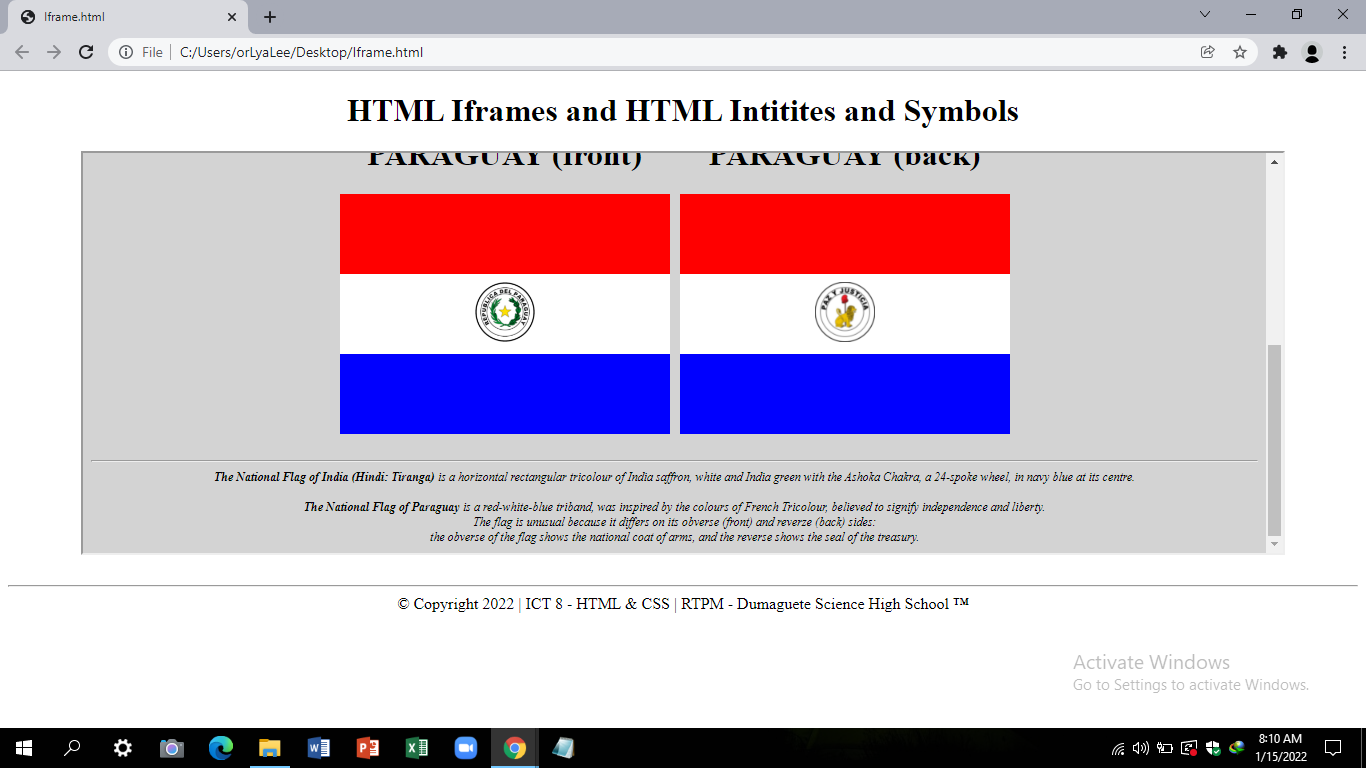 Iframe.html
File
C:/Users/orLyaLee/Desktop/Iframe.html
HTML Iframes and HTML Intitites and Symbols
PARAGUAY (front) PARAGUAY (back)
REPUBLICA DEL PARAGUAY
PAZ Y JUSTICIA
The National Flag of India (Hindi: Tiranga) is a horizontal rectangular tricolour of India saffron, white and India green with the Ashoka Chakra, a 24-spoke wheel, in navy blue at its centre.
The National Flag of Paraguay is a red-white-blue triband, was inspired by the colours of French Tricolour, believed to signify independence and liberty.
The flag is unusual because it differs on its obverse (front) and reverse (back) sides:
the obverse of the flag shows the national coat of arms, and the reverse shows the seal of the treasury.
© Copyright 2022 | ICT 8 - HTML & CSS | RTPM - Dumaguete Science High School ™
Activate Windows
Go to Settings to activate Windows.
8:10 AM
1/15/2022